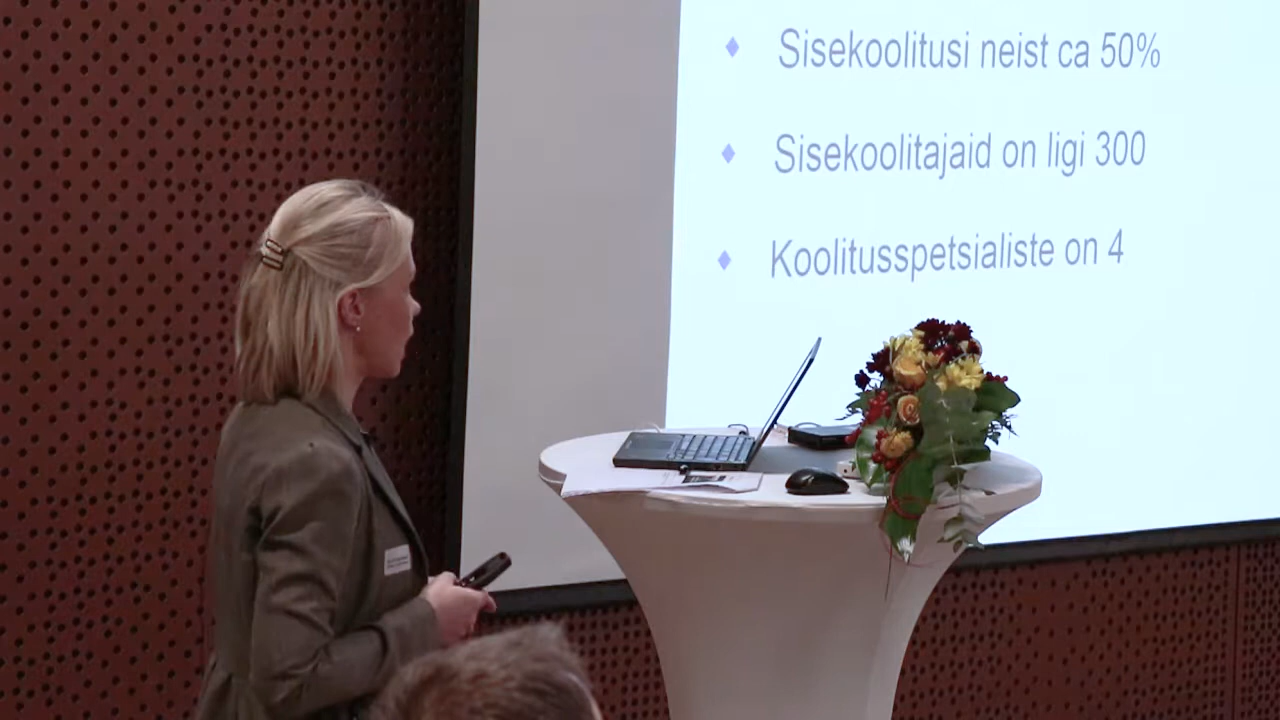 Sisekoolitusi neist ca 50%
Sisekoolitajaid on ligi 300
Koolitusspetsialiste on 4